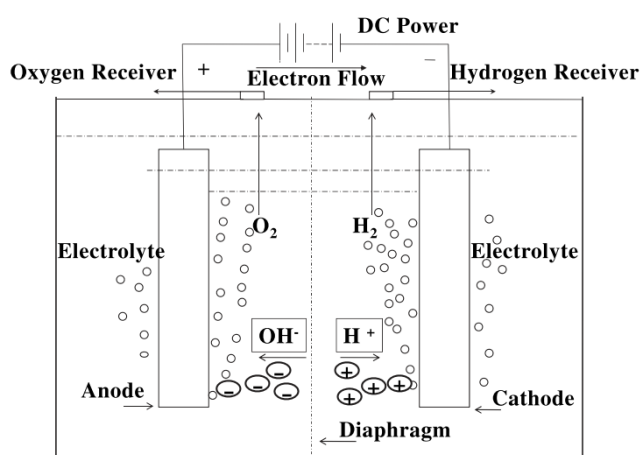 DC Power
+
−
Oxygen Receiver
Electron Flow
Hydrogen Receiver
O₂
H₂
Electrolyte
Electrolyte
OH⁻
H⁺
− − − −
+ + + +
Anode
Cathode
Diaphragm